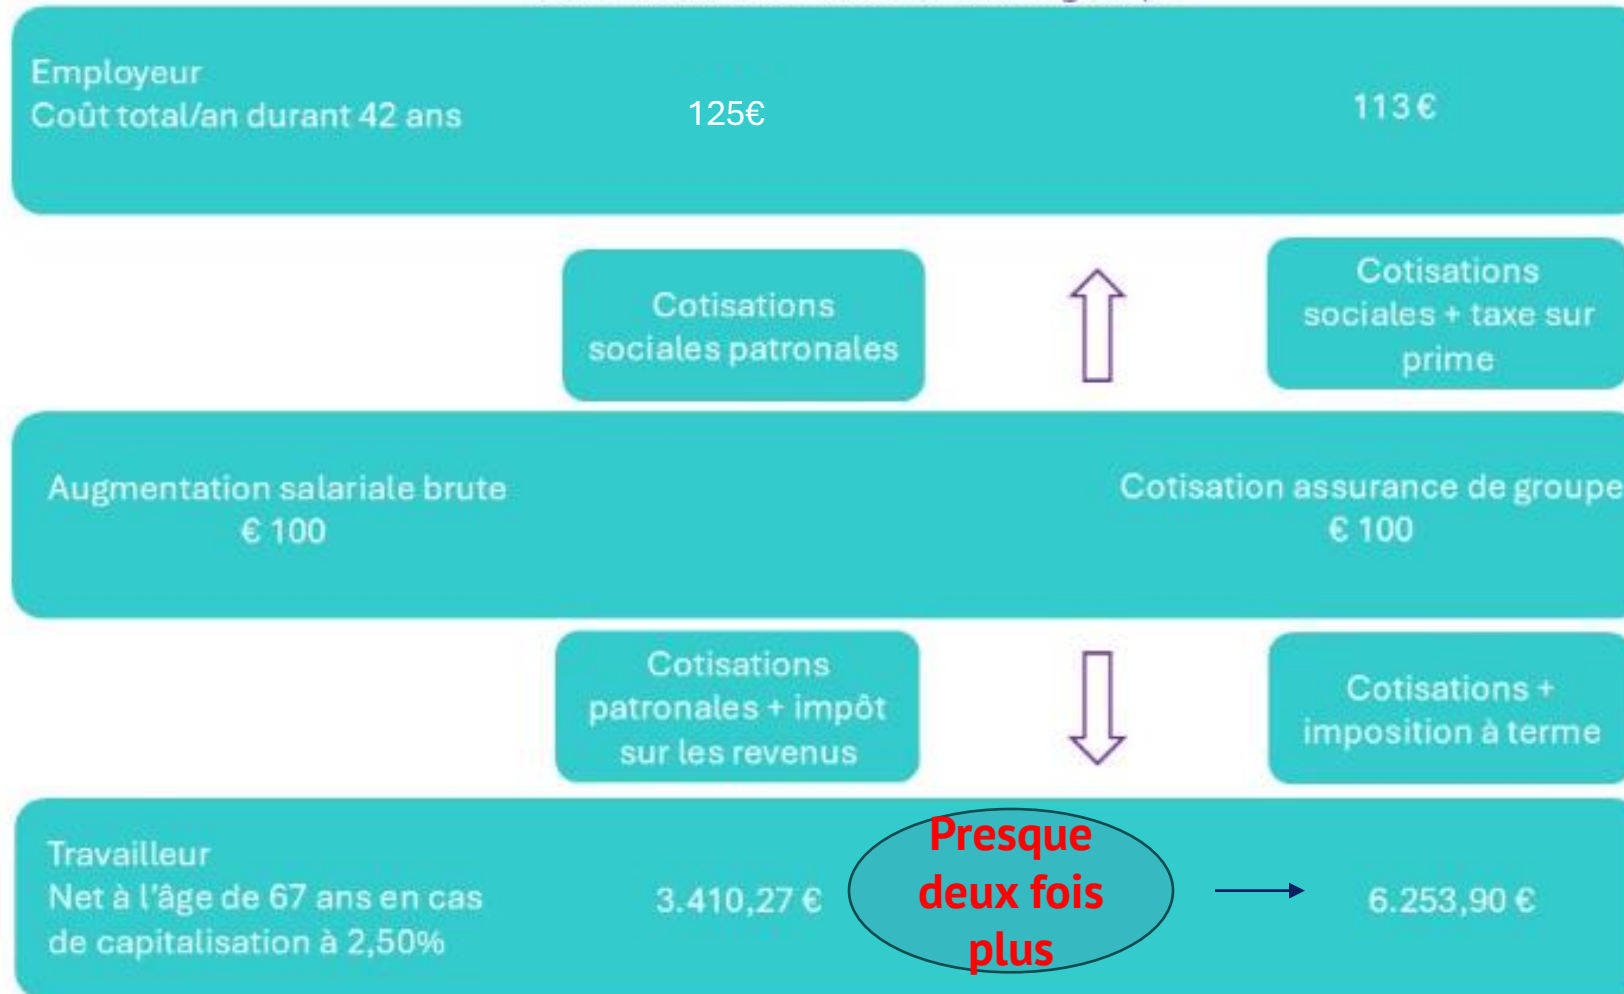 Employeur
Coût total/an durant 42 ans
125€
113 €
Cotisations
sociales patronales
Cotisations
sociales + taxe sur
prime
Augmentation salariale brute
€ 100
Cotisation assurance de groupe
€ 100
Cotisations
patronales + impôt
sur les revenus
Cotisations +
imposition à terme
Travailleur
Net à l'âge de 67 ans en cas
de capitalisation à 2,50%
3.410,27 €
Presque
deux fois
plus
6.253,90 €